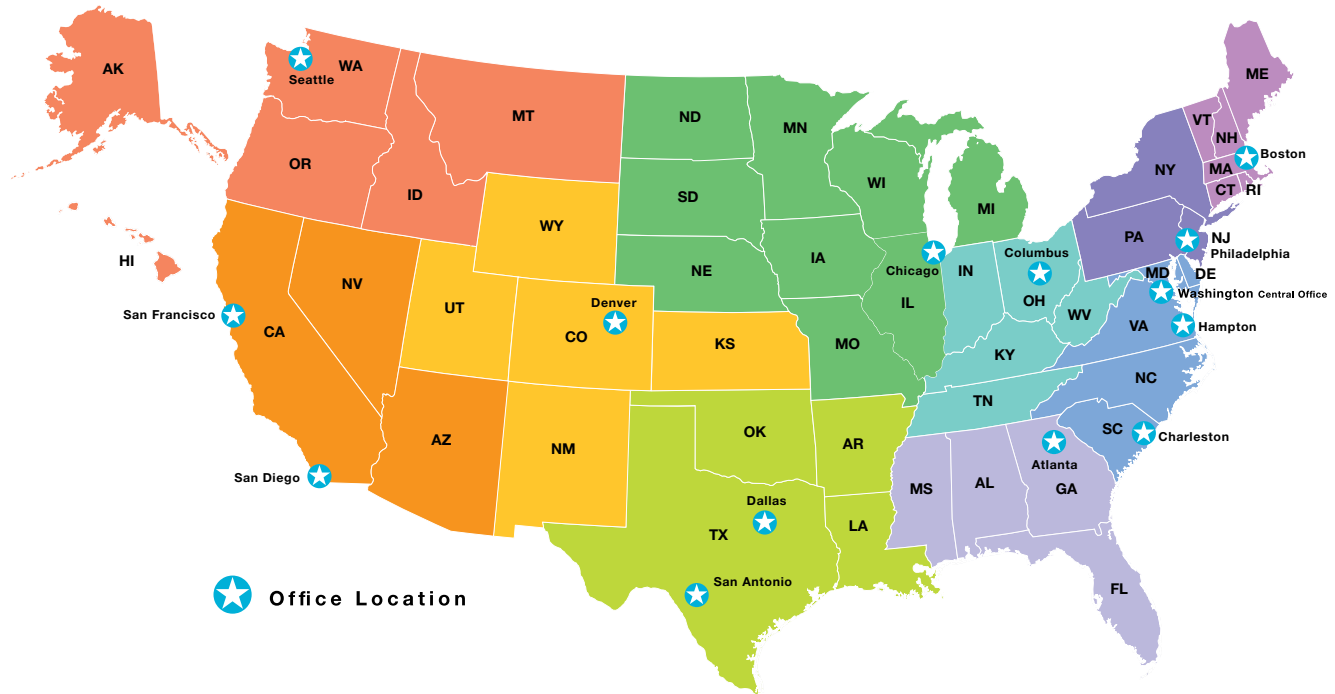 AK
WA
Seattle
MT
ND
MN
ME
VT
NH
Boston
OR
ID
SD
WI
MI
NY
MA
CT
RI
WY
HI
NV
UT
NE
IA
Chicago
IL
IN
Columbus
OH
PA
NJ
Philadelphia
MD
DE
Washington Central Office
San Francisco
CA
Denver
CO
KS
MO
KY
WV
VA
Hampton
NC
TN
AZ
NM
OK
AR
SC
Charleston
Atlanta
GA
San Diego
Dallas
TX
LA
MS
AL
San Antonio
FL
Office Location